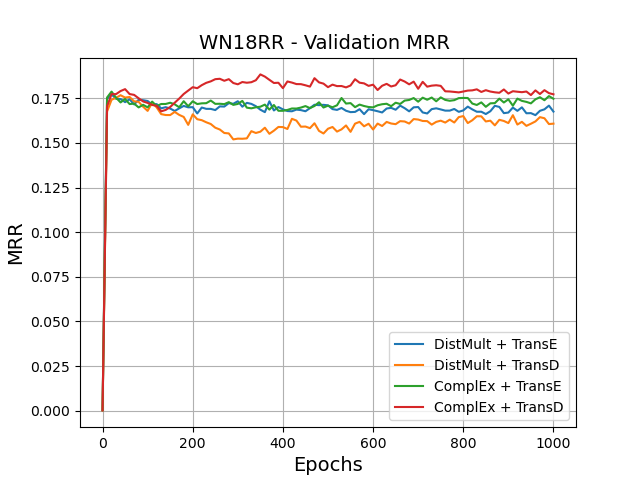 WN18RR - Validation MRR
MRR
0.175
0.150
0.125
0.100
0.075
0.050
0.025
0.000
DistMult + TransE
DistMult + TransD
ComplEx + TransE
ComplEx + TransD
0 200 400 600 800 1000
Epochs